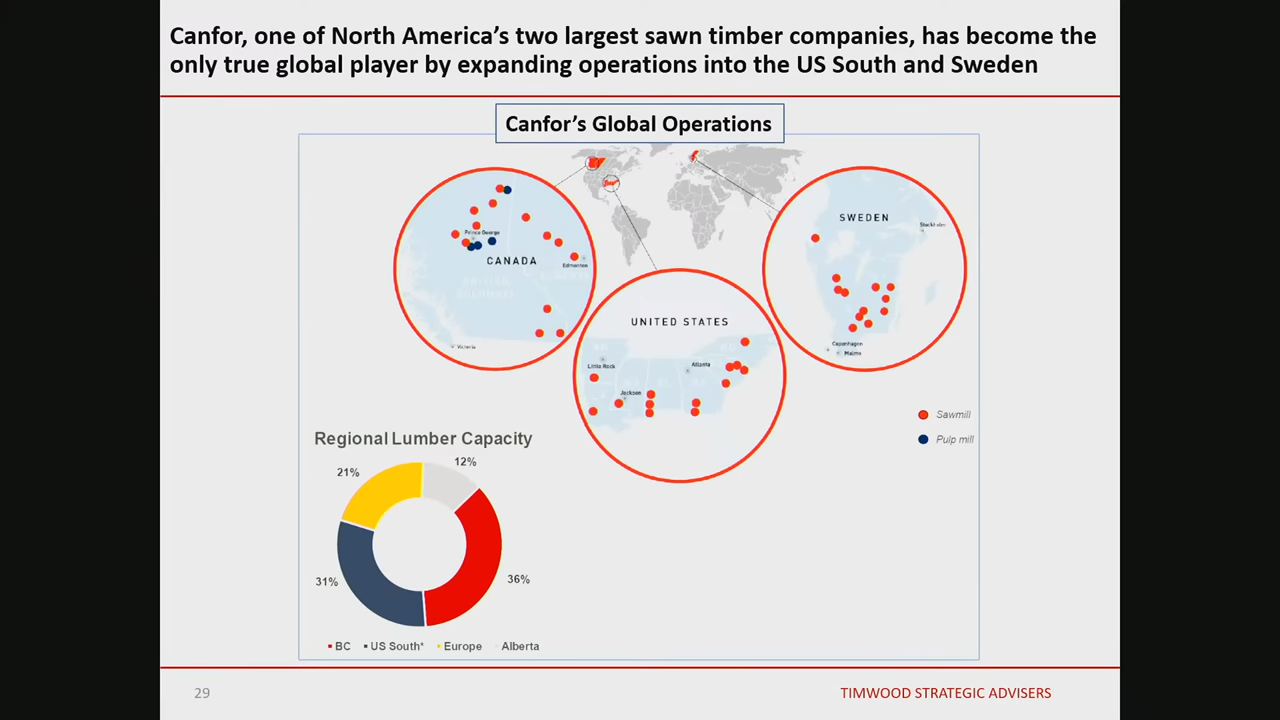 Canfor, one of North America's two largest sawn timber companies, has become the
only true global player by expanding operations into the US South and Sweden
Canfor's Global Operations
Prince George
CANADA
Edmonton
Victoria
UNITED STATES
Little Rock
Atlanta
Jackson
SWEDEN
Stockholm
Copenhagen
Malmo
Sawmill
Pulp mill
Regional Lumber Capacity
21%
12%
31%
36%
BC
US South*
Europe
Alberta
29
TIMWOOD STRATEGIC ADVISERS